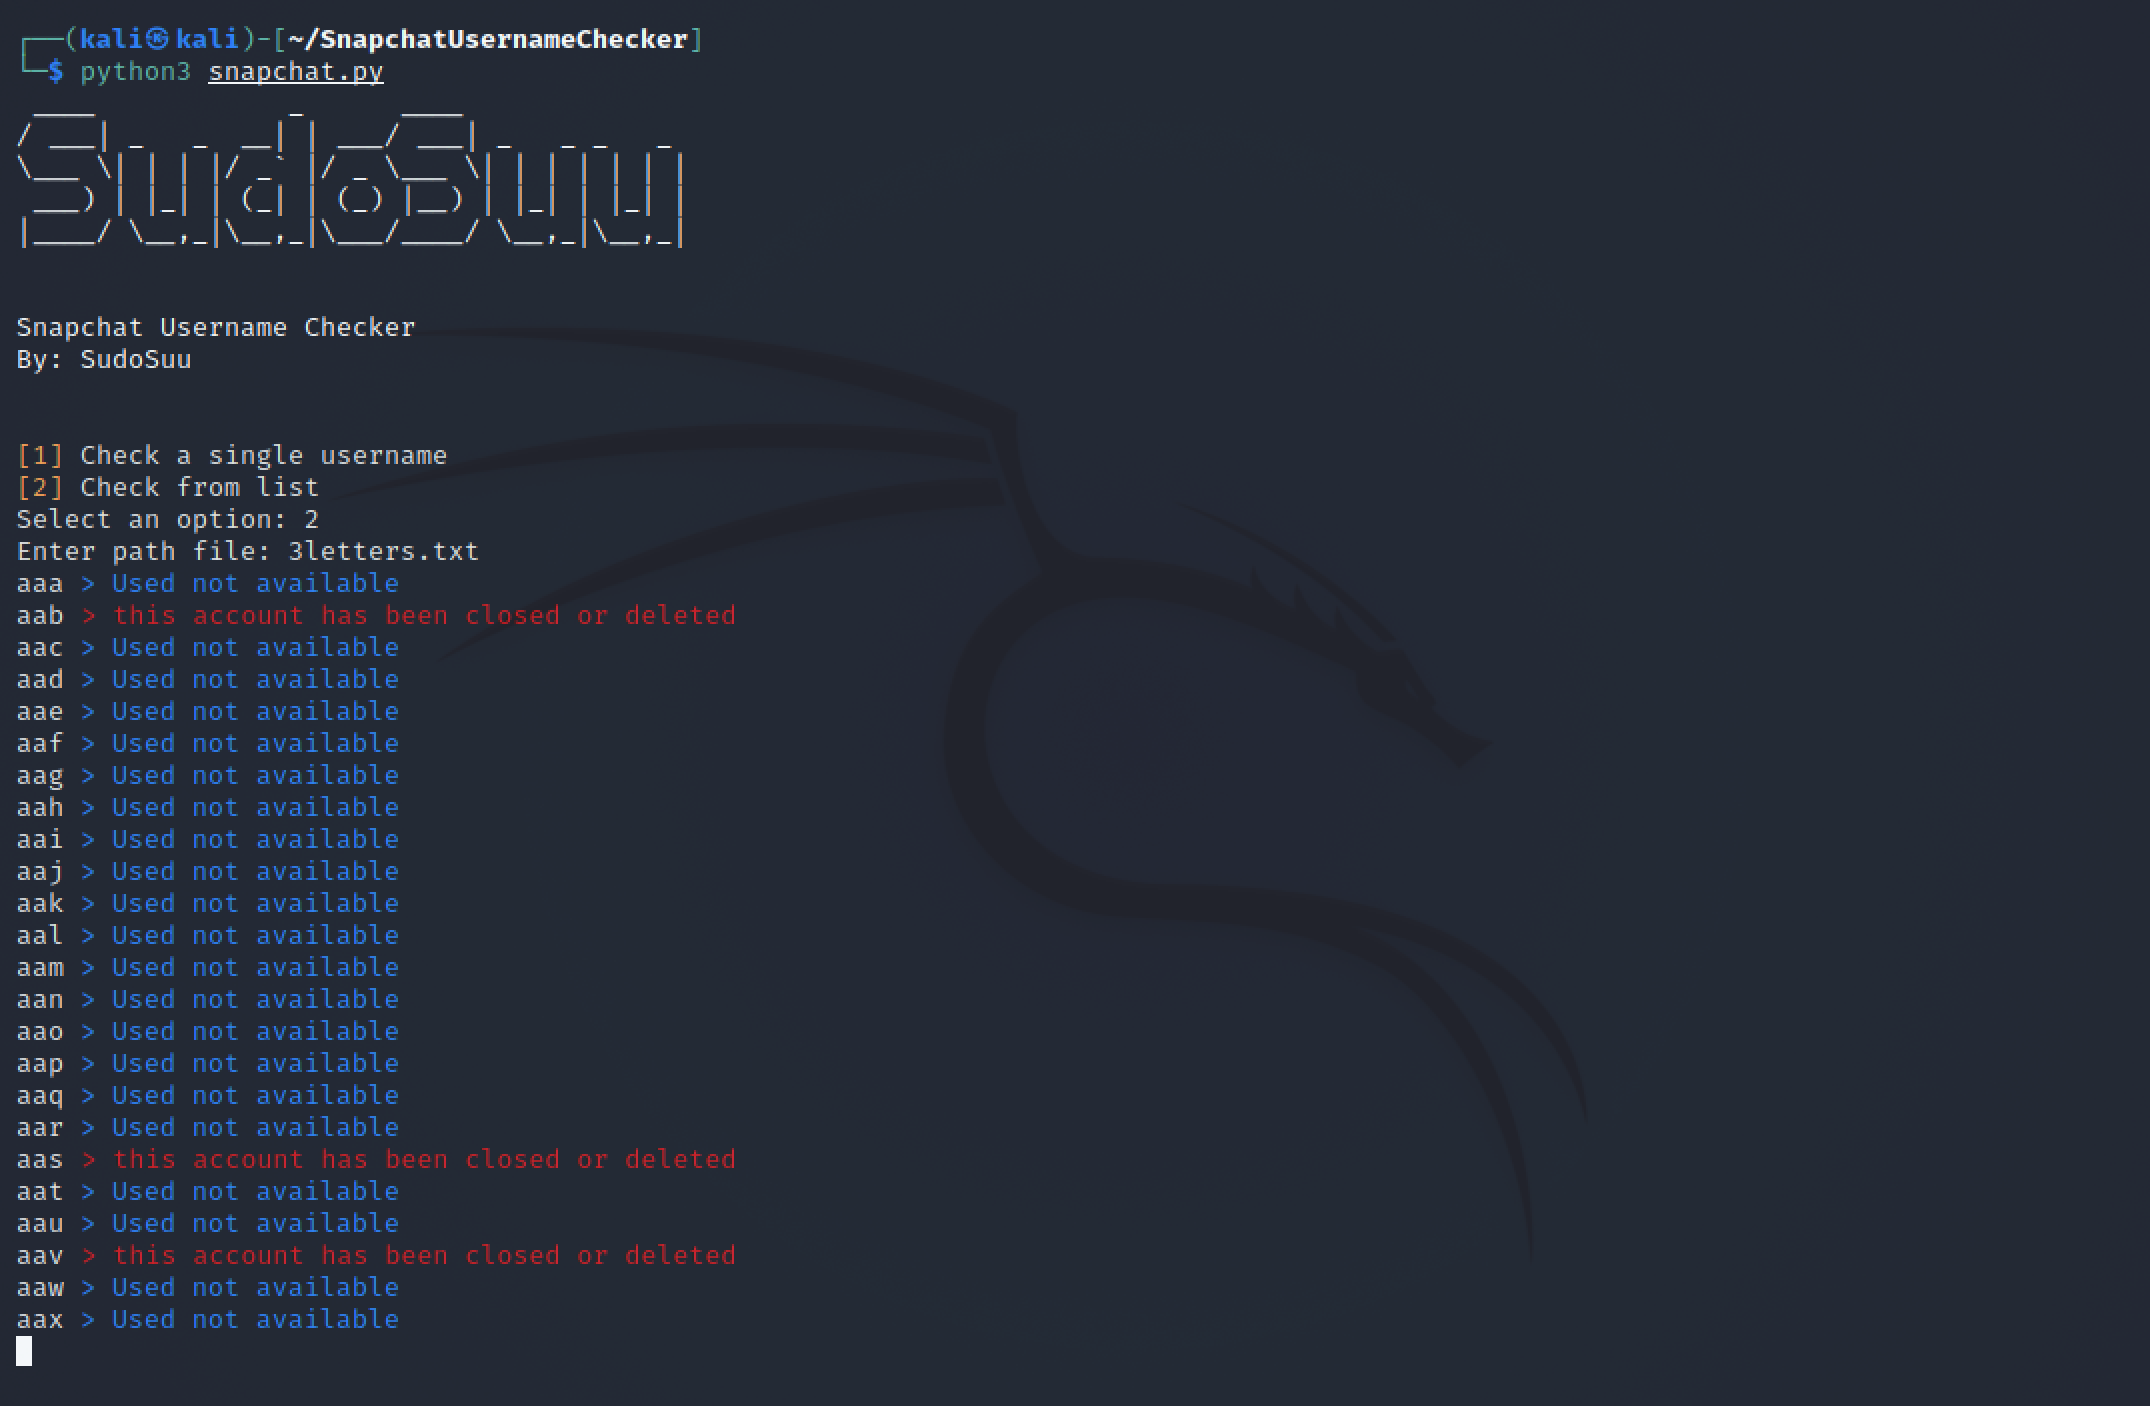 ┌──(kali㉿kali)-[~/SnapchatUsernameChecker]
└─$ python3 snapchat.py
SudoSuu
Snapchat Username Checker
By: SudoSuu
[1] Check a single username
[2] Check from list
Select an option: 2
Enter path file: 3letters.txt
aaa > Used not available
aab > this account has been closed or deleted
aac > Used not available
aad > Used not available
aae > Used not available
aaf > Used not available
aag > Used not available
aah > Used not available
aai > Used not available
aaj > Used not available
aak > Used not available
aal > Used not available
aam > Used not available
aan > Used not available
aao > Used not available
aap > Used not available
aaq > Used not available
aar > Used not available
aas > this account has been closed or deleted
aat > Used not available
aau > Used not available
aav > this account has been closed or deleted
aaw > Used not available
aax > Used not available